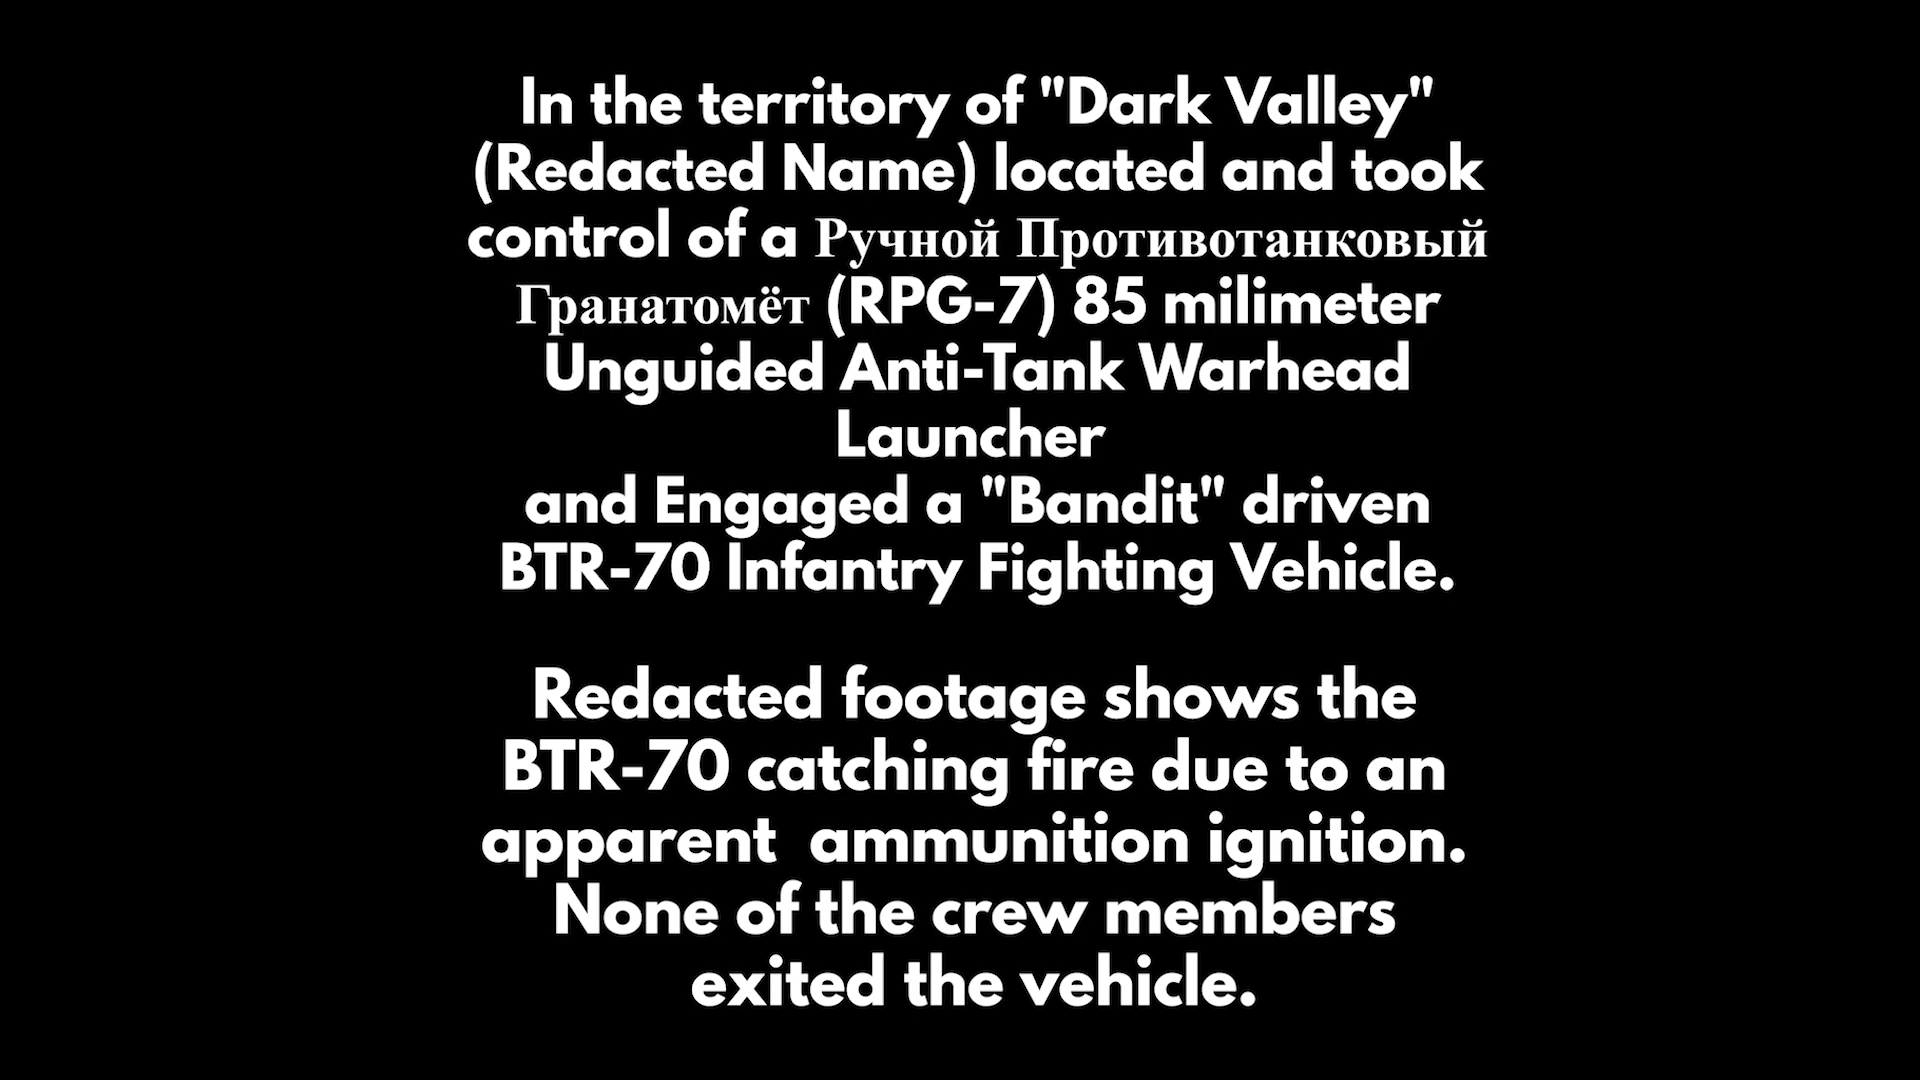 In the territory of "Dark Valley"
(Redacted Name) located and took
control of a Ручной Противотанковый
Гранатомёт (RPG-7) 85 milimeter
Unguided Anti-Tank Warhead
Launcher
and Engaged a "Bandit" driven
BTR-70 Infantry Fighting Vehicle.
Redacted footage shows the
BTR-70 catching fire due to an
apparent  ammunition ignition.
None of the crew members
exited the vehicle.